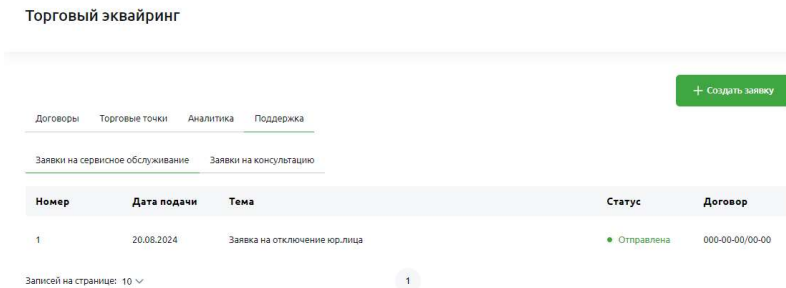 Торговый эквайринг
+ Создать заявку
Договоры Торговые точки Аналитика Поддержка
Заявки на сервисное обслуживание Заявки на консультацию
Номер Дата подачи Тема Статус Договор
1 20.08.2024 Заявка на отключение юр.лица Отправлена 000-00-00/00-00
Записей на странице: 10 1